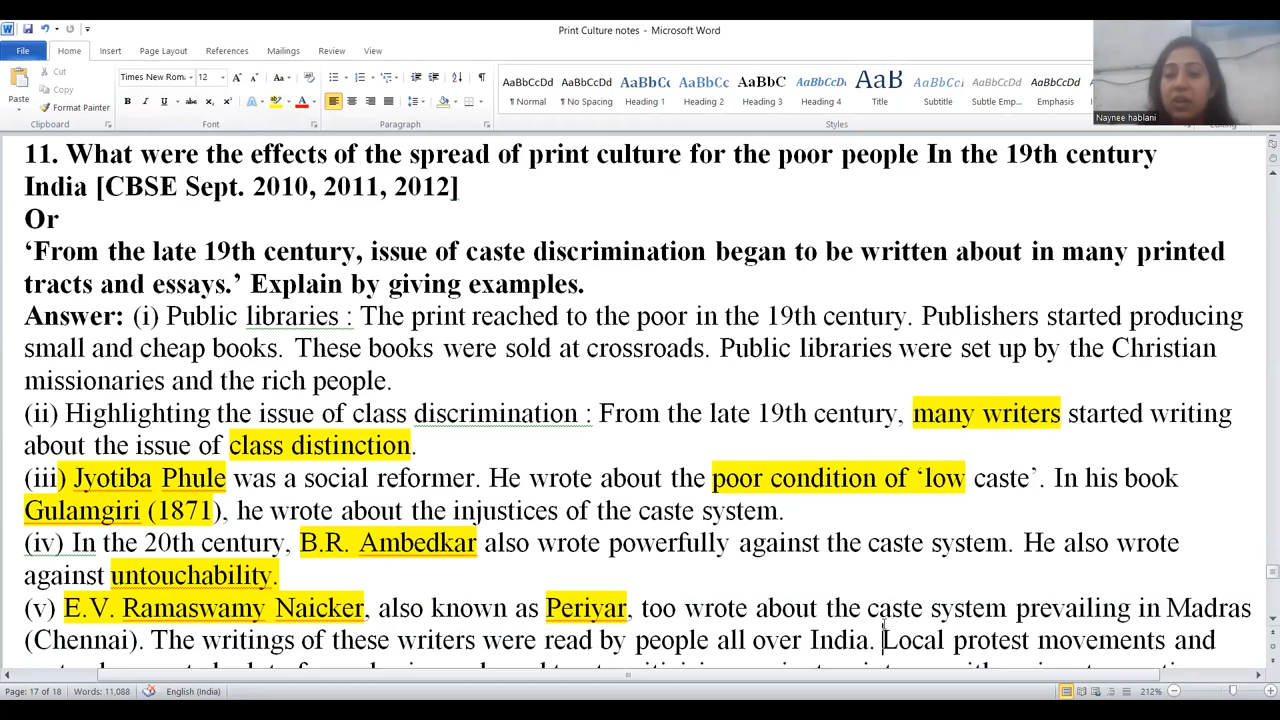 Print Culture notes - Microsoft Word
File Home Insert Page Layout References Mailings Review View
Cut
Copy
Paste Format Painter
Times New Rom 12
B I U abc x₂ x² A
AaBbCcDd AaBbCcDd AaBbCc AaBbCc AaBbC AaBbCcDd AaB AaBbCcI AaBbCcDd AaBbCcDd
¶ Normal ¶ No Spacing Heading 1 Heading 2 Heading 3 Heading 4 Title Subtitle Subtle Emp... Emphasis
Naynee hablani
Clipboard Font Paragraph Styles Editing
11. What were the effects of the spread of print culture for the poor people In the 19th century
India [CBSE Sept. 2010, 2011, 2012]
Or
‘From the late 19th century, issue of caste discrimination began to be written about in many printed
tracts and essays.’ Explain by giving examples.
Answer: (i) Public libraries : The print reached to the poor in the 19th century. Publishers started producing
small and cheap books. These books were sold at crossroads. Public libraries were set up by the Christian
missionaries and the rich people.
(ii) Highlighting the issue of class discrimination : From the late 19th century, many writers started writing
about the issue of class distinction.
(iii) Jyotiba Phule was a social reformer. He wrote about the poor condition of ‘low caste’. In his book
Gulamgiri (1871), he wrote about the injustices of the caste system.
(iv) In the 20th century, B.R. Ambedkar also wrote powerfully against the caste system. He also wrote
against untouchability.
(v) E.V. Ramaswamy Naicker, also known as Periyar, too wrote about the caste system prevailing in Madras
(Chennai). The writings of these writers were read by people all over India. Local protest movements and
Page: 17 of 18 Words: 11,088 English (India) 212%